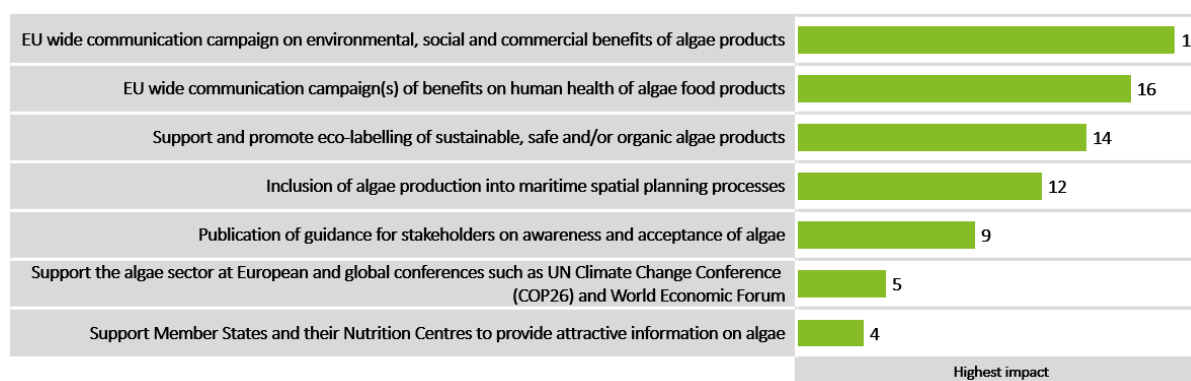 EU wide communication campaign on environmental, social and commercial benefits of algae products
EU wide communication campaign(s) of benefits on human health of algae food products
16
Support and promote eco-labelling of sustainable, safe and/or organic algae products
14
Inclusion of algae production into maritime spatial planning processes
12
Publication of guidance for stakeholders on awareness and acceptance of algae
9
Support the algae sector at European and global conferences such as UN Climate Change Conference
(COP26) and World Economic Forum
5
Support Member States and their Nutrition Centres to provide attractive information on algae
4
Highest impact